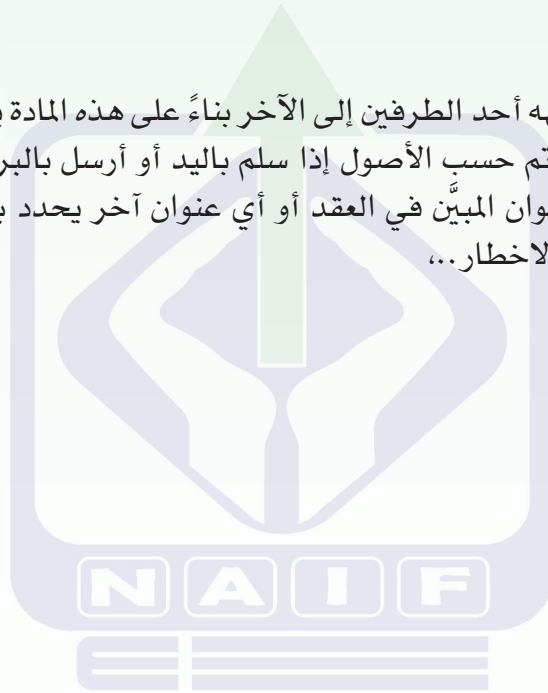 ه أحد الطرفين إلى الآخر بناءً على هذه المادة
تم حسب الأصول إذا سلم باليد أو أرسل بالبر
وان المبيَّن في العقد أو أي عنوان آخر يحدد ب
لاخطار..،
NAIF